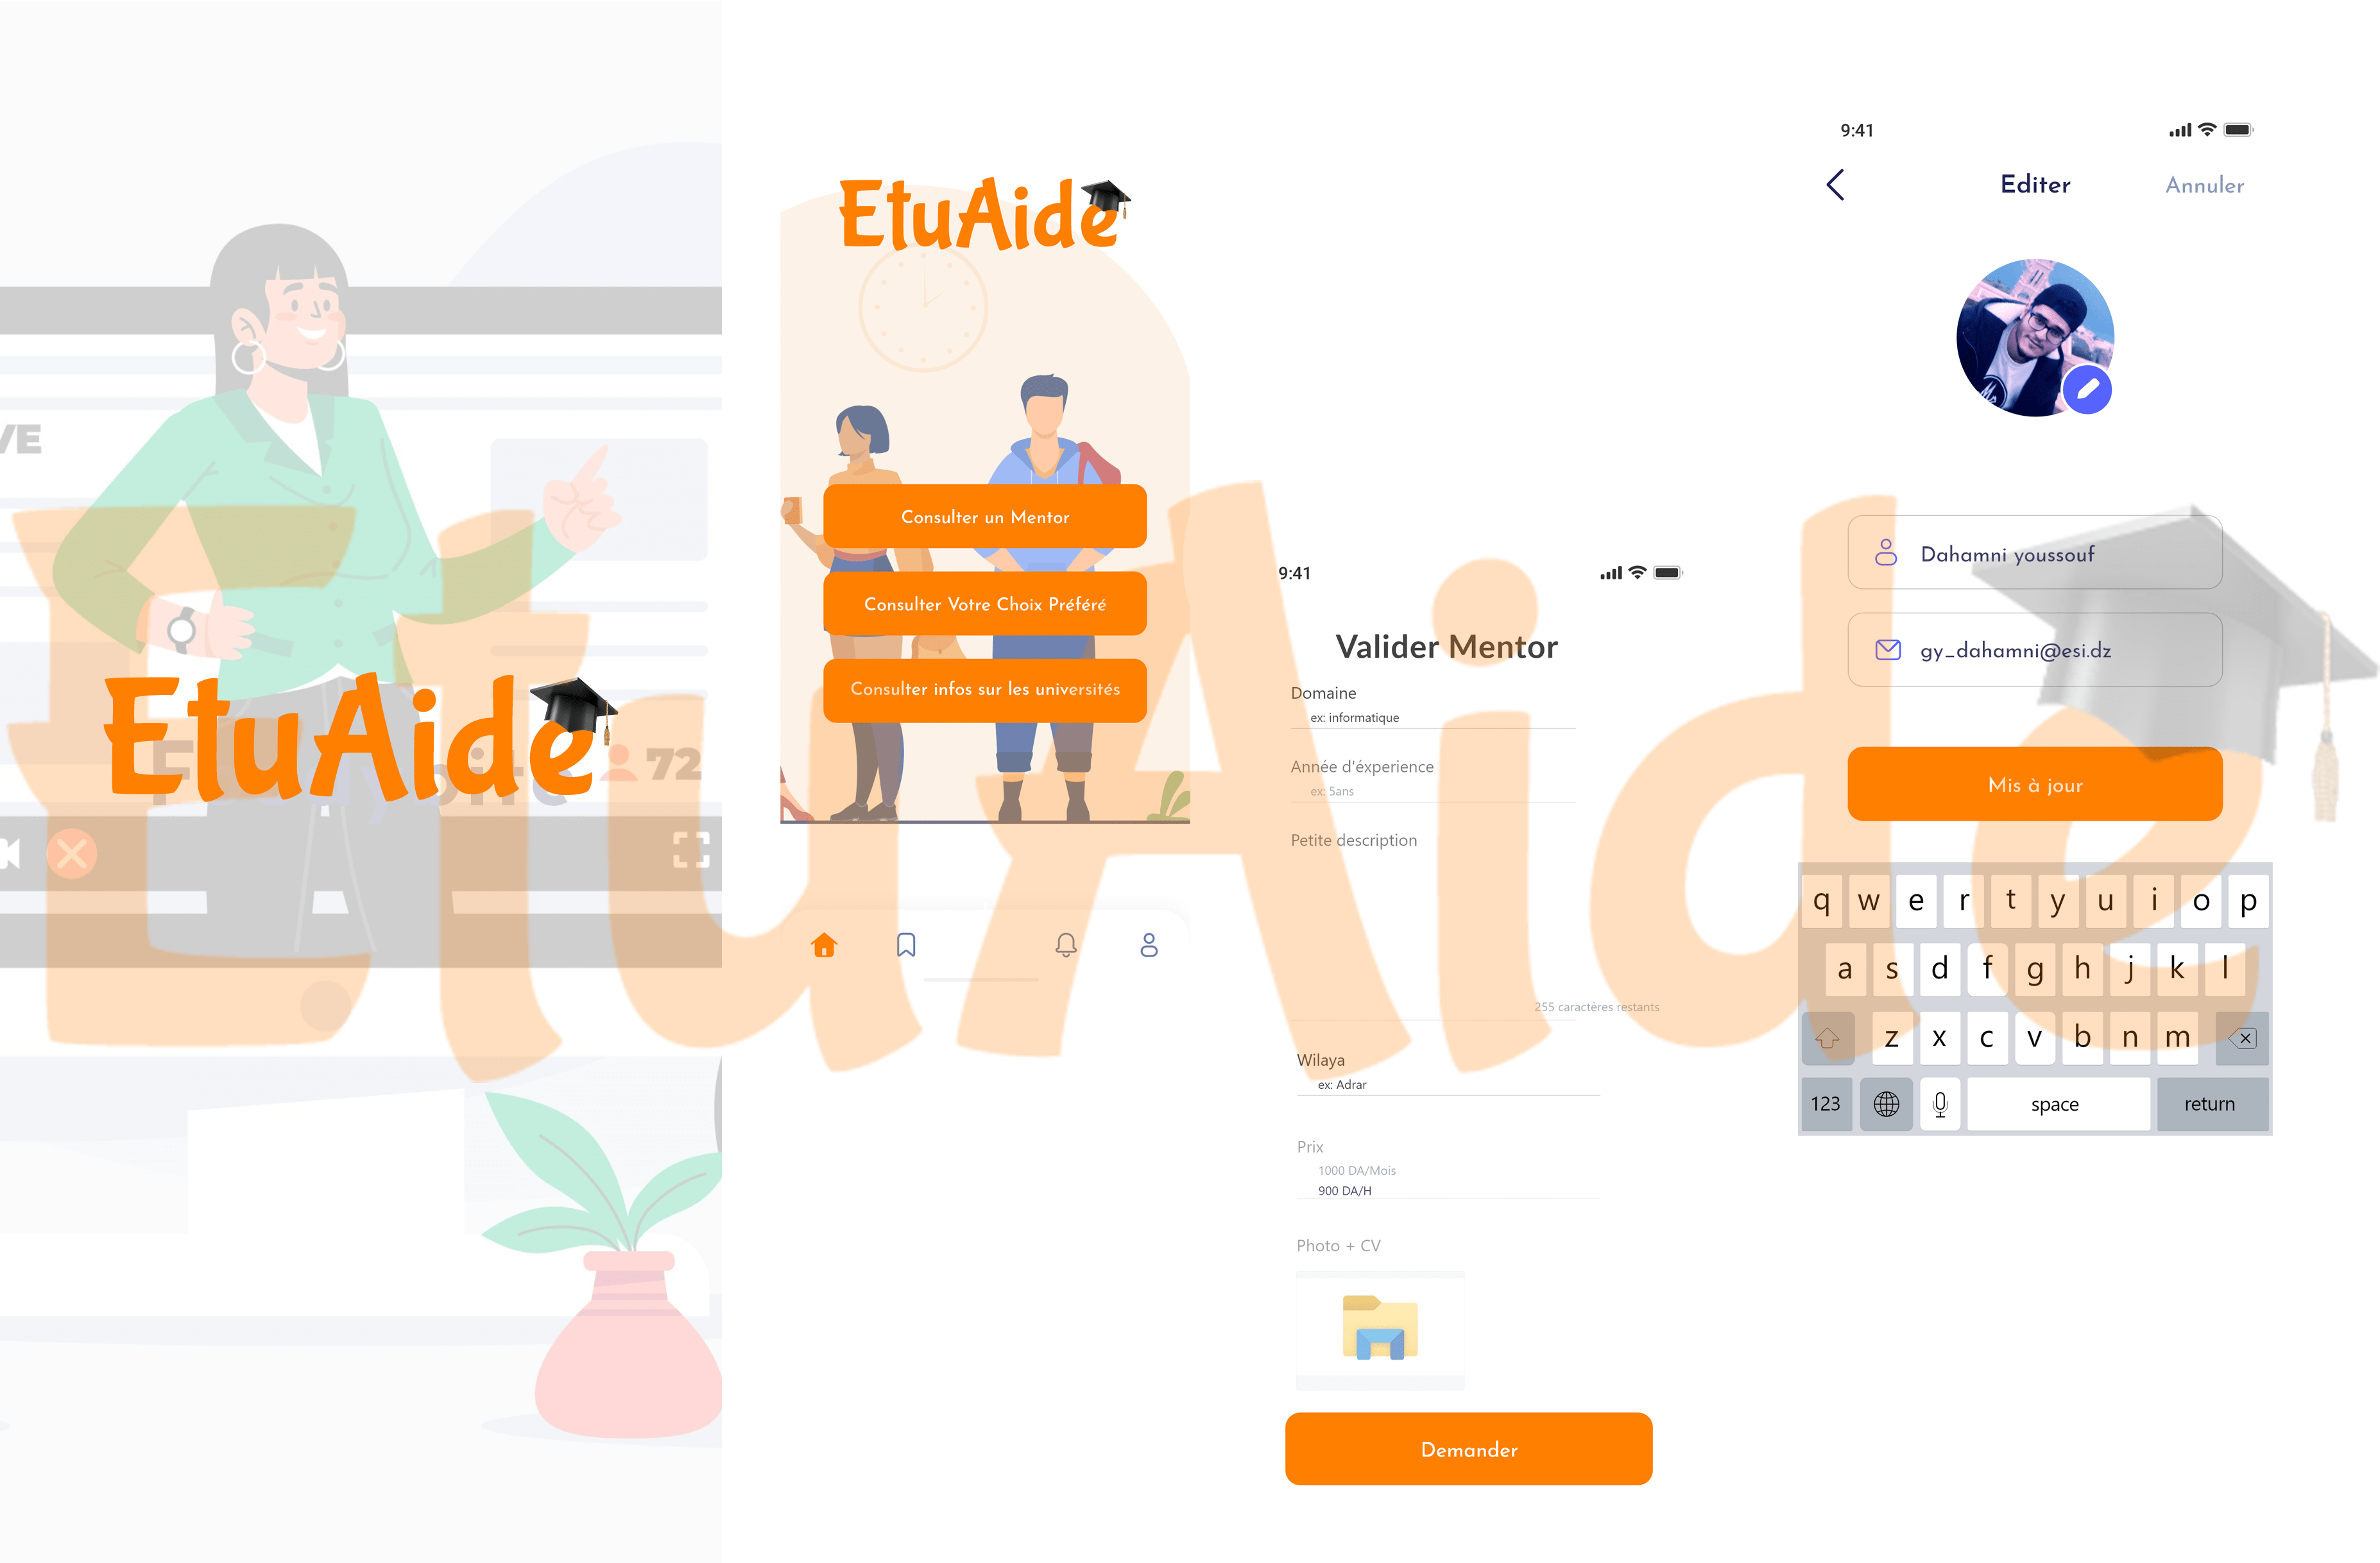 VE
EtuAide
72
EtuAide
Consulter un Mentor
Consulter Votre Choix Préféré
Consulter infos sur les universités
9:41
Valider Mentor
Domaine
ex: informatique
Année d'éxperience
ex: 5ans
Petite description
255 caractères restants
Wilaya
ex: Adrar
Prix
1000 DA/Mois
900 DA/H
Photo + CV
Demander
9:41
Editer
Annuler
Dahamni youssouf
gy_dahamni@esi.dz
Mis à jour
q w e r t y u i o p
a s d f g h j k l
z x c v b n m
123 space return
EtuAide